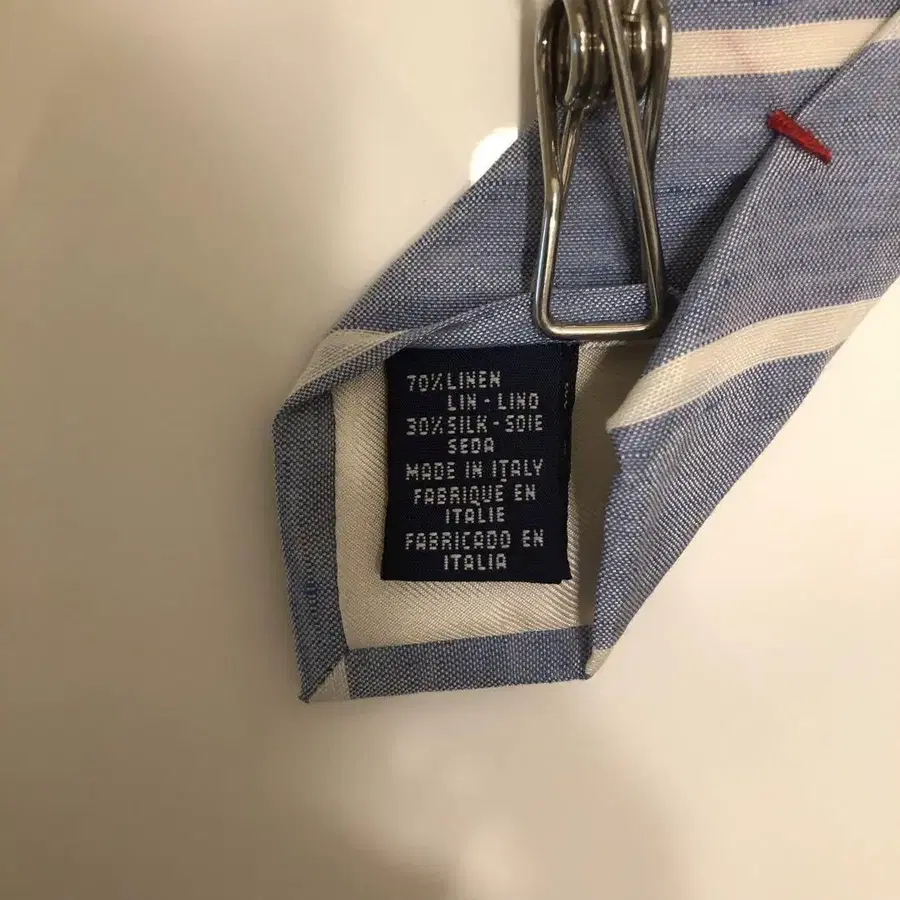 70% LINEN
LIN - LINO
30% SILK - SOIE
SEDA
MADE IN ITALY
FABRIQUE EN
ITALIE
FABRICADO EN
ITALIA